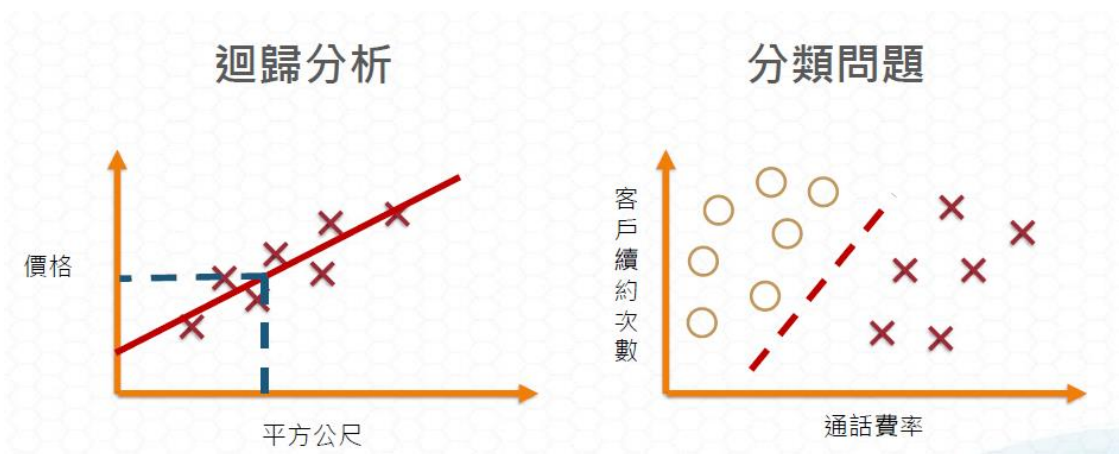 迴歸分析
分類問題
價格
平方公尺
客戶續約次數
通話費率